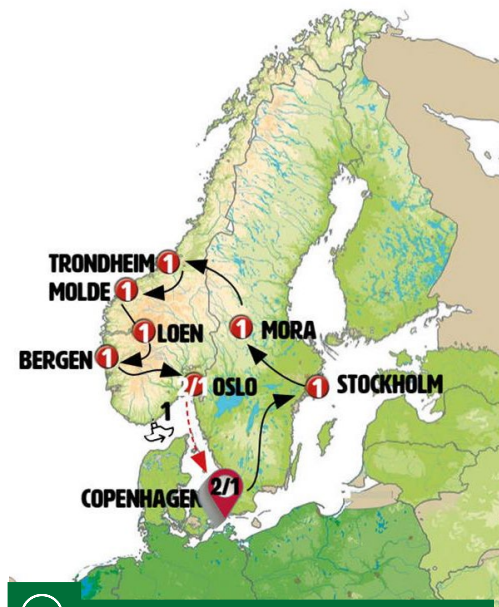 TRONDHEIM 1
MOLDE 1
1 LOEN
1 MORA
BERGEN 1
2/1 OSLO
1 STOCKHOLM
1
COPENHAGEN 2/1